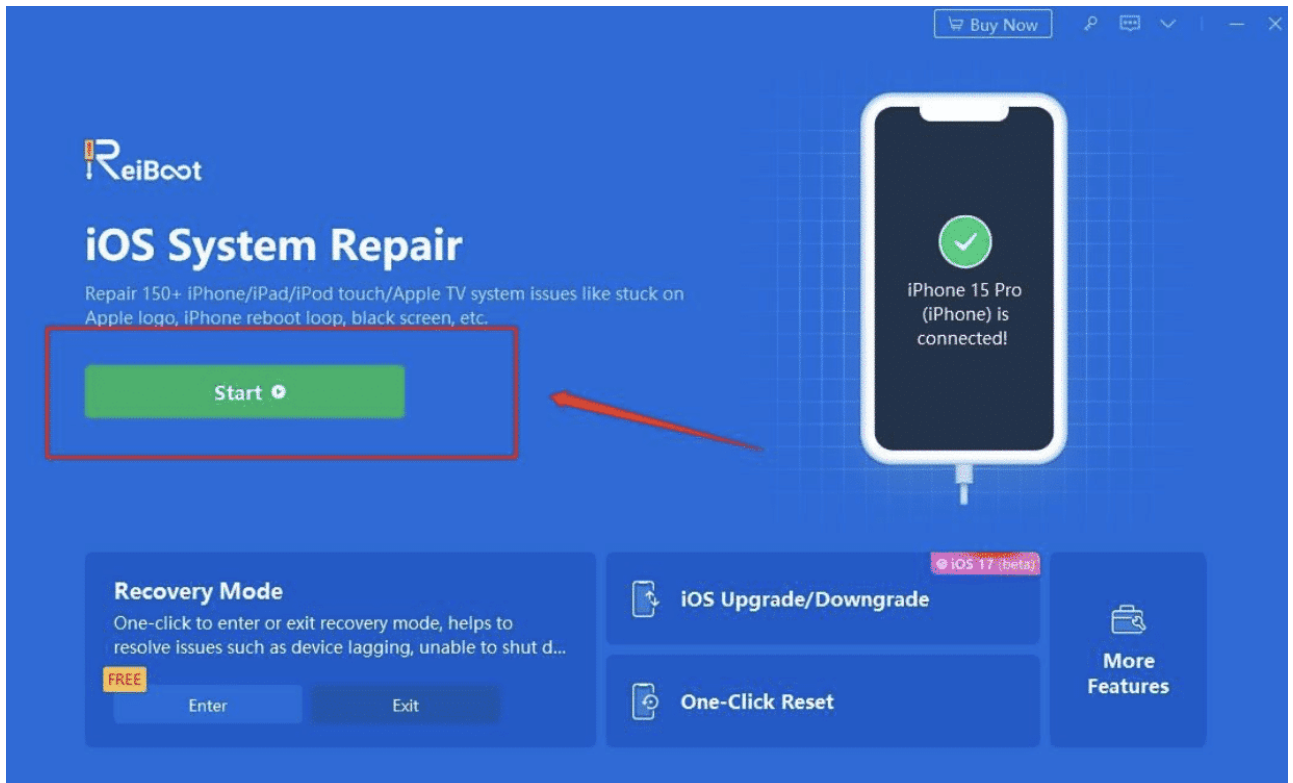 Buy Now
ReiBoot
iOS System Repair
Repair 150+ iPhone/iPad/iPod touch/Apple TV system issues like stuck on
Apple logo, iPhone reboot loop, black screen, etc.
Start
iPhone 15 Pro
(iPhone) is
connected!
Recovery Mode
One-click to enter or exit recovery mode, helps to
resolve issues such as device lagging, unable to shut d...
FREE
Enter
Exit
iOS 17 (beta)
iOS Upgrade/Downgrade
One-Click Reset
More
Features